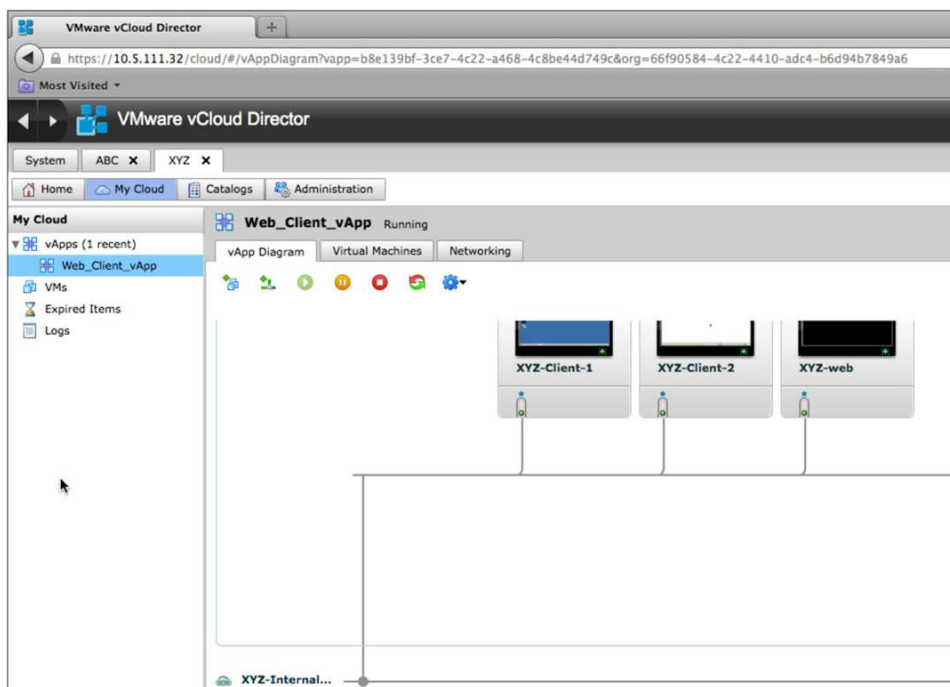 VMware vCloud Director
https://10.5.111.32/cloud/#/vAppDiagram?vapp=b8e139bf-3ce7-4c22-a468-4c8be44d749c&org=66f90584-4c22-4410-adc4-b6d94b7849a6
Most Visited
VMware vCloud Director
System ABC XYZ
Home My Cloud Catalogs Administration
My Cloud
vApps (1 recent)
Web_Client_vApp
VMs
Expired Items
Logs
Web_Client_vApp Running
vApp Diagram Virtual Machines Networking
XYZ-Client-1 XYZ-Client-2 XYZ-web
XYZ-Internal...